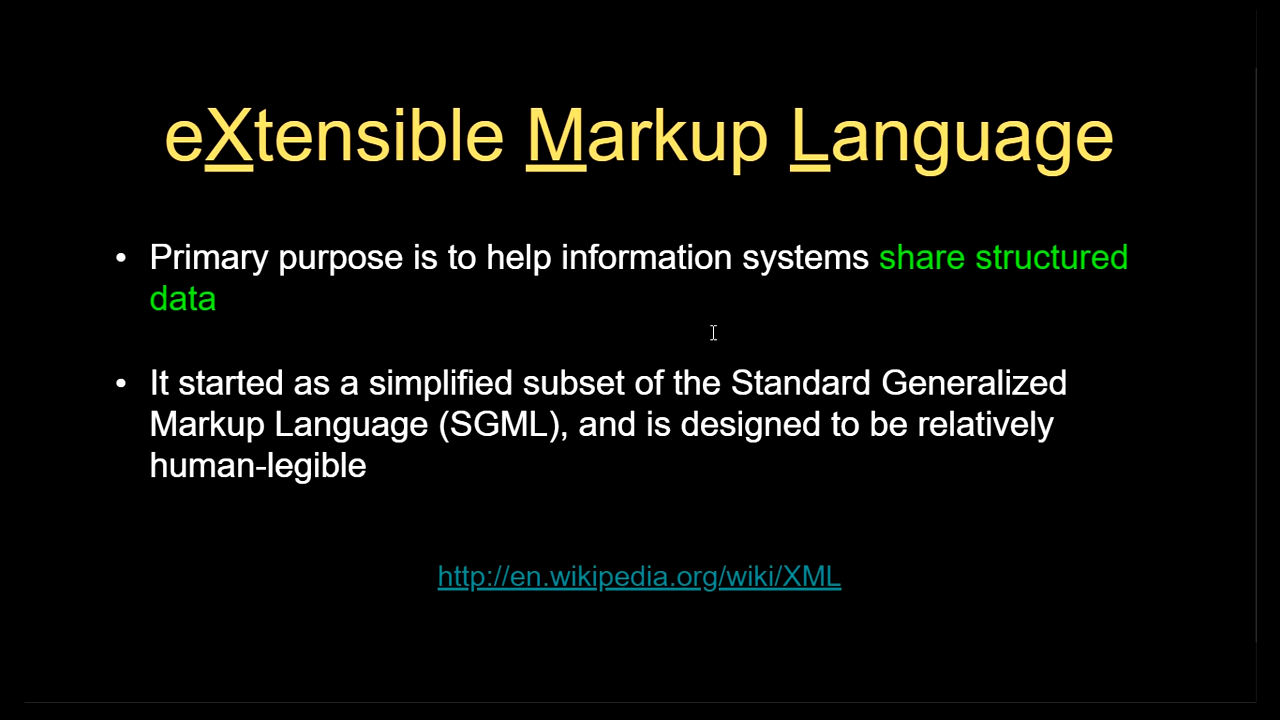 eXtensible Markup Language
• Primary purpose is to help information systems share structured
data
• It started as a simplified subset of the Standard Generalized
Markup Language (SGML), and is designed to be relatively
human-legible
http://en.wikipedia.org/wiki/XML